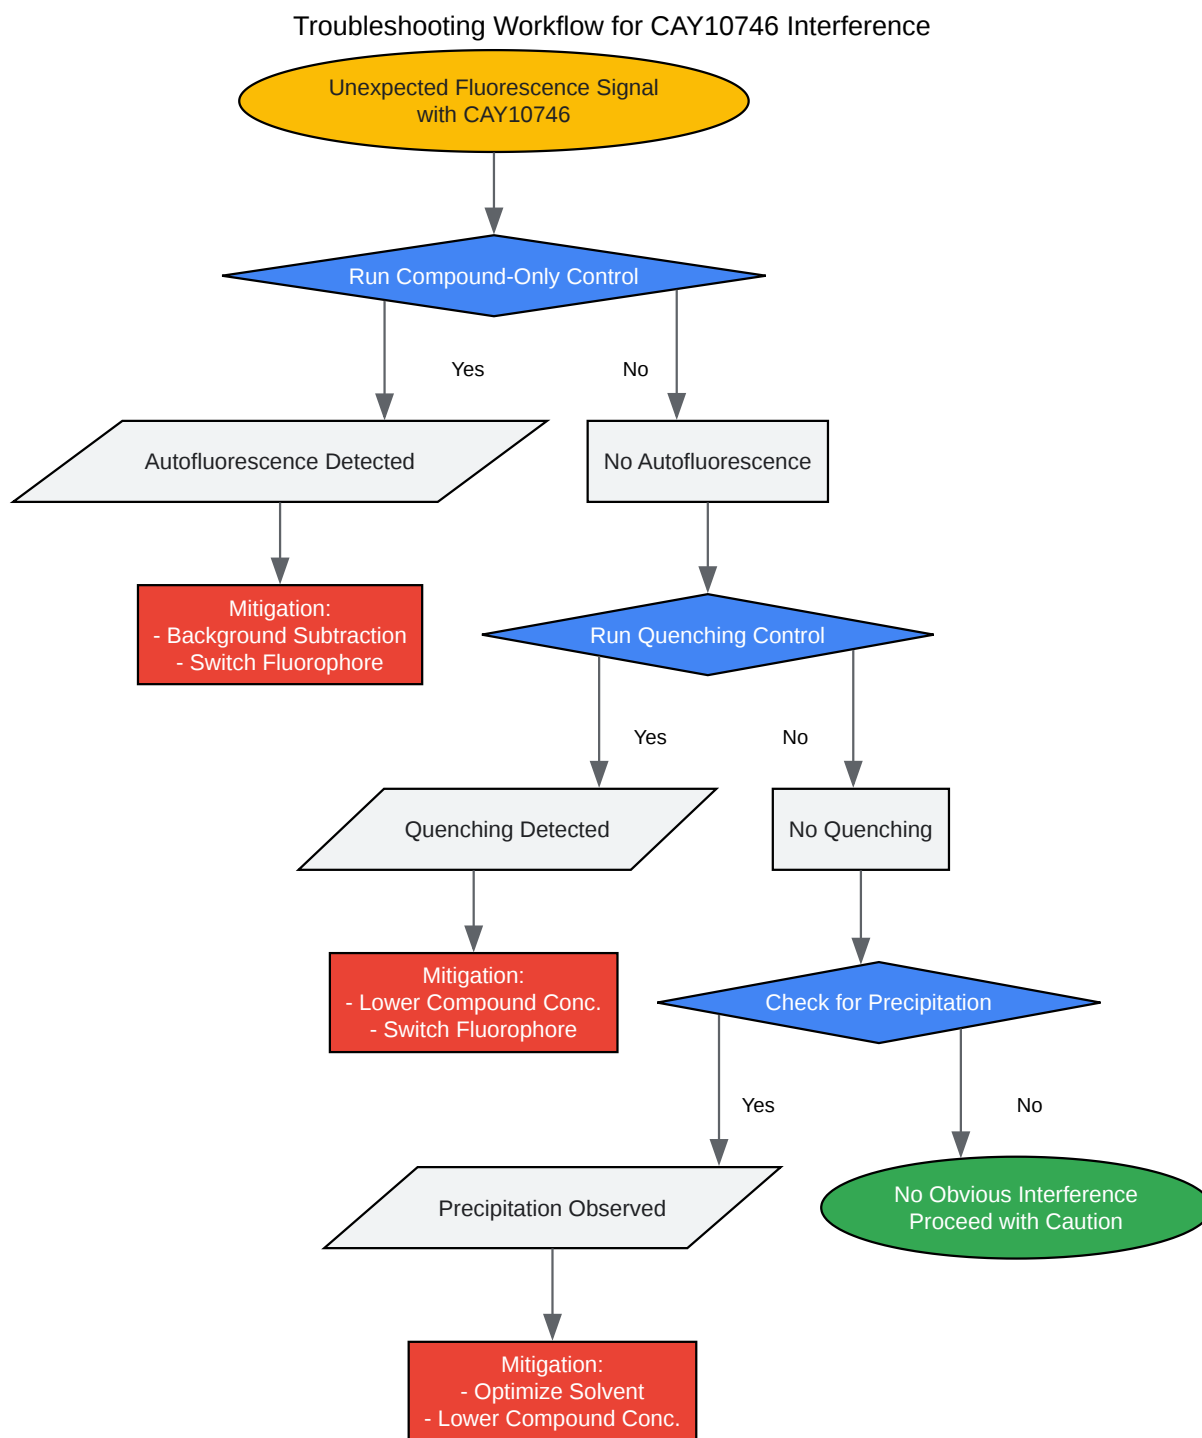 Troubleshooting Workflow for CAY10746 Interference
Unexpected Fluorescence Signal
with CAY10746
Run Compound-Only Control
Yes
No
Autofluorescence Detected
No Autofluorescence
Mitigation:
- Background Subtraction
- Switch Fluorophore
Run Quenching Control
Yes
No
Quenching Detected
No Quenching
Mitigation:
- Lower Compound Conc.
- Switch Fluorophore
Check for Precipitation
Yes
No
Precipitation Observed
No Obvious Interference
Proceed with Caution
Mitigation:
- Optimize Solvent
- Lower Compound Conc.